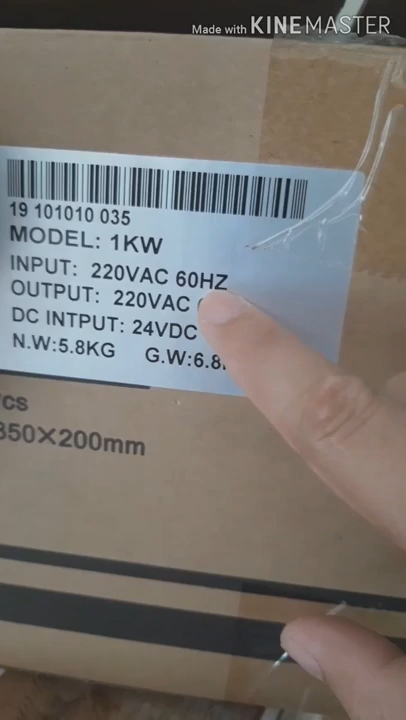 Made with KINEMASTER
19 101010 035
MODEL: 1KW
INPUT: 220VAC 60HZ
OUTPUT: 220VAC
DC INTPUT: 24VDC
N.W:5.8KG G.W:6.8
PCS
350×200mm